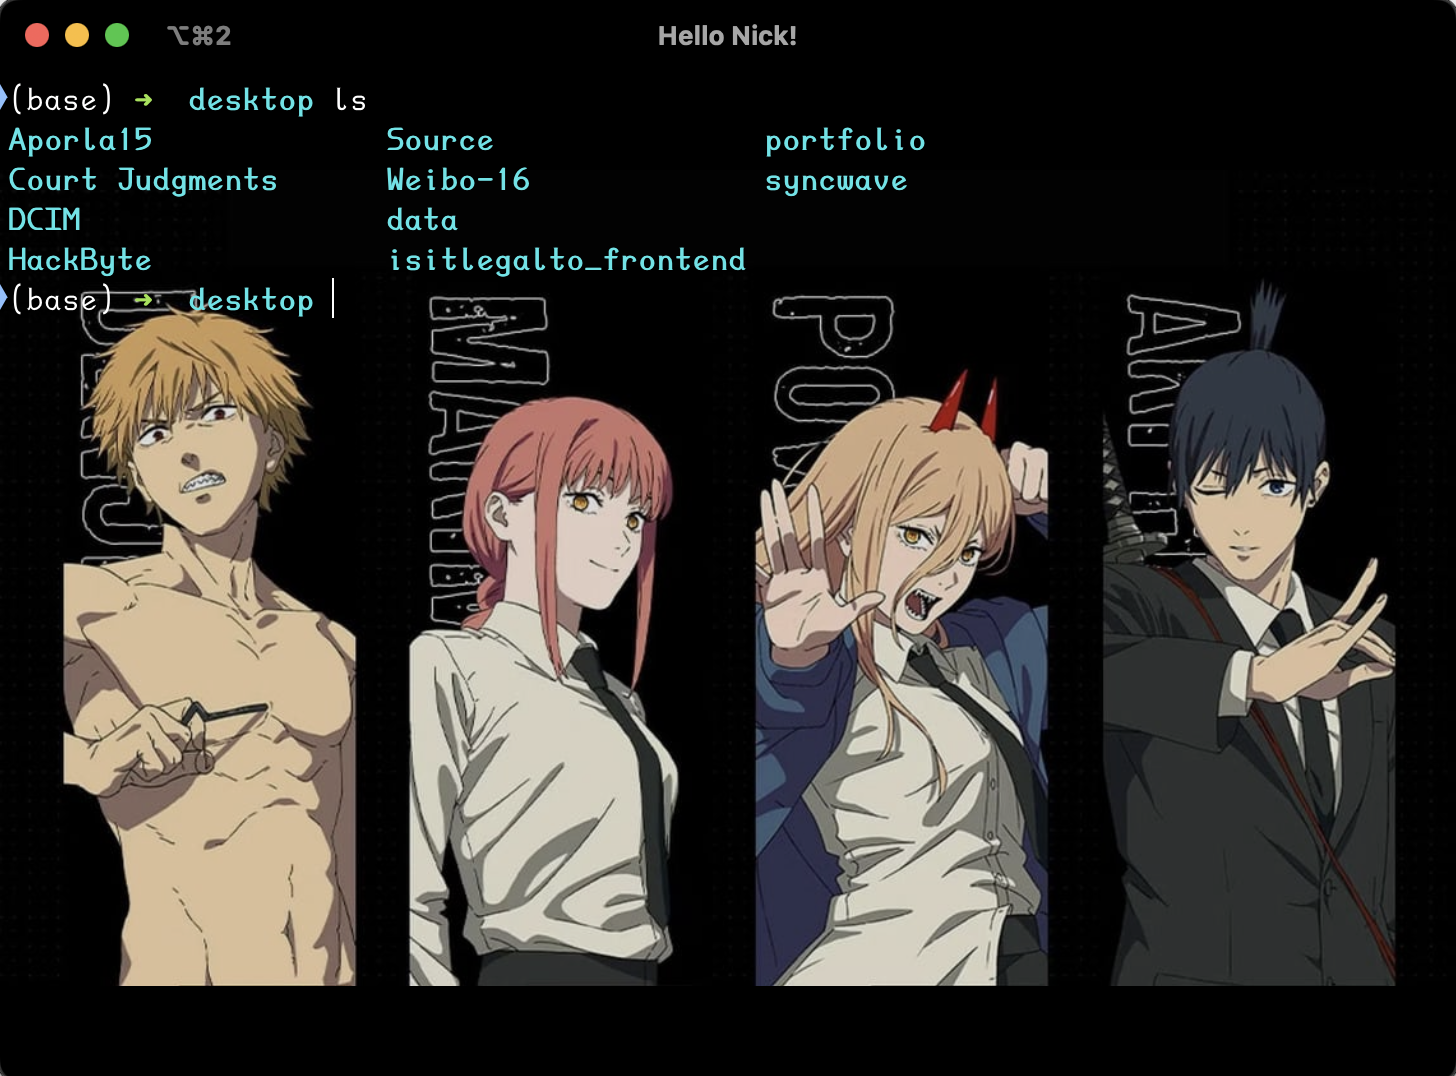 ⌥⌘2 Hello Nick!
(base) ➜ desktop ls
Aporla15 Source portfolio
Court Judgments Weibo-16 syncwave
DCIM data
HackByte isitlegalto_frontend
(base) ➜ desktop